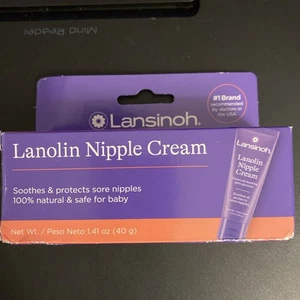 Mind Reader
Lansinoh®
#1 Brand
recommended
by doctors in
the USA
Lanolin Nipple Cream
Soothes & protects sore nipples
100% natural & safe for baby
Net Wt. / Peso Neto 1.41 oz (40 g)
Lansinoh
Lanolin
Nipple
Cream